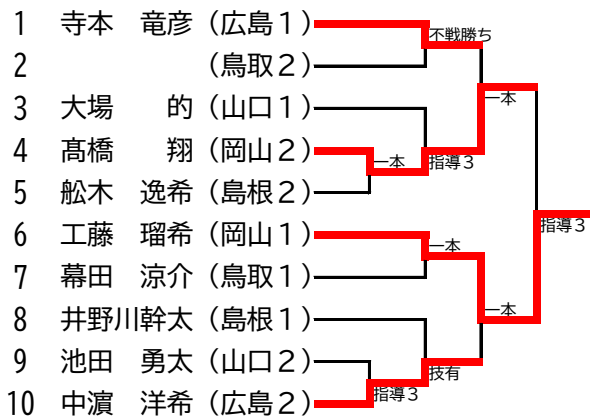 1 寺本 竜彦（広島１）
不戦勝ち
2 （鳥取２）
3 大場 的（山口１）
一本
4 髙橋 翔（岡山２）
一本
指導３
5 舩木 逸希（島根２）
6 工藤 瑠希（岡山１）
指導３
一本
7 幕田 涼介（鳥取１）
8 井野川幹太（島根１）
一本
9 池田 勇太（山口２）
技有
10 中濵 洋希（広島２）
指導３